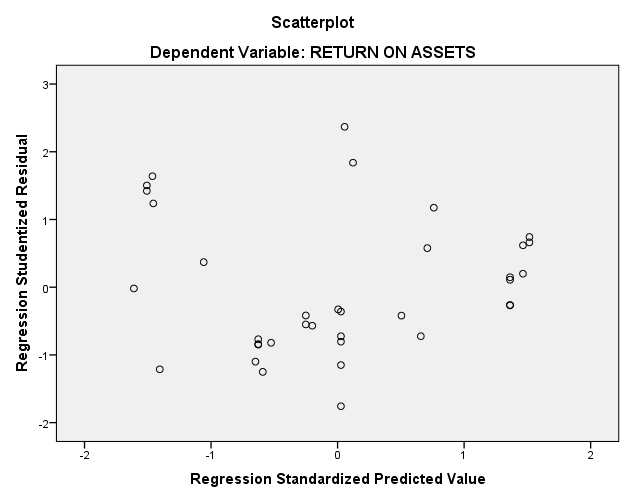 Scatterplot
Dependent Variable: RETURN ON ASSETS
Regression Studentized Residual
3
2
1
0
-1
-2
-2
-1
0
1
2
Regression Standardized Predicted Value